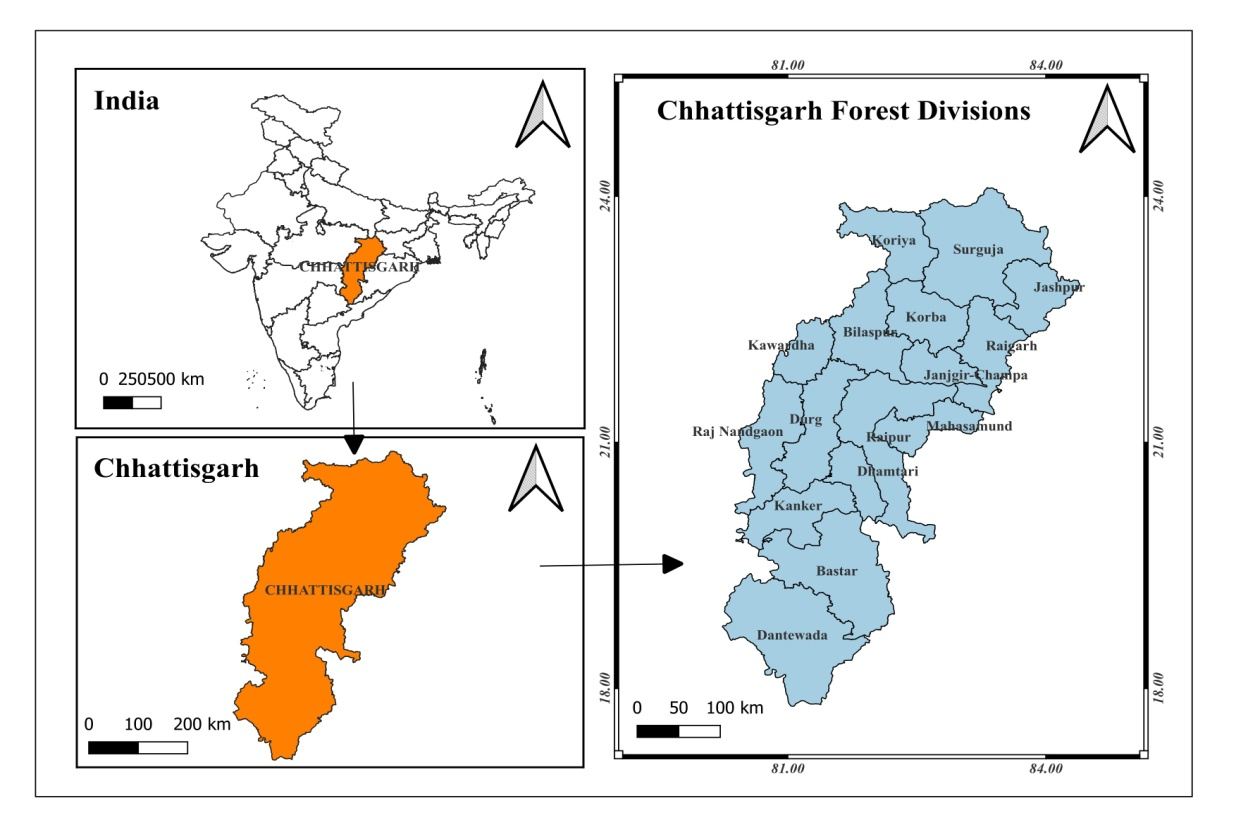 India
CHHATTISGARH
0 250500 km
Chhattisgarh
CHHATTISGARH
0 100 200 km
81.00 84.00
Chhattisgarh Forest Divisions
24.00 24.00
Koriya
Surguja
Jashpur
Korba
Bilaspur
Kawardha
Raigarh
Janjgir-Champa
Durg
Mahasamund
Raj Nandgaon
Raipur
21.00 21.00
Dhamtari
Kanker
Bastar
Dantewada
18.00 18.00
0 50 100 km
81.00 84.00